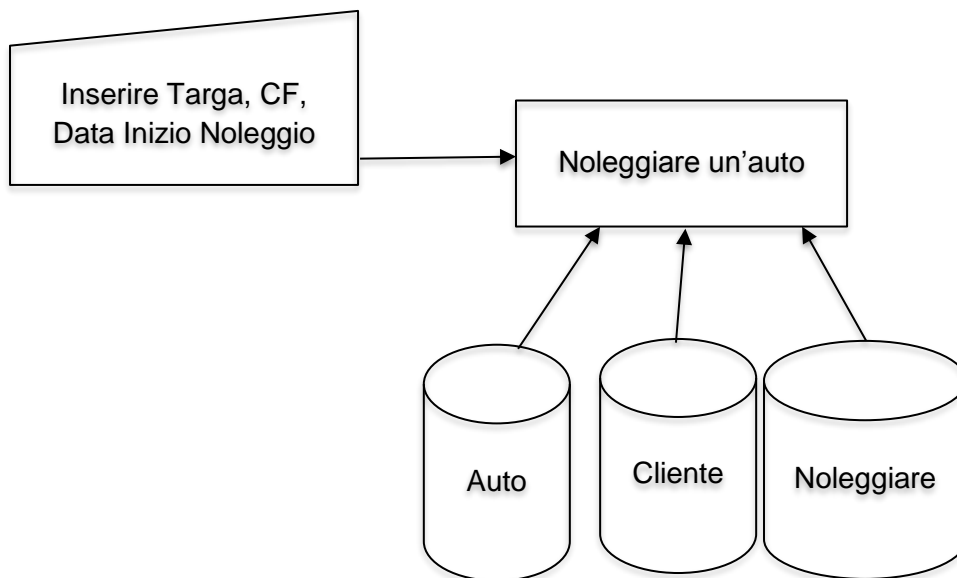 Inserire Targa, CF,
Data Inizio Noleggio
Noleggiare un’auto
Auto
Cliente
Noleggiare